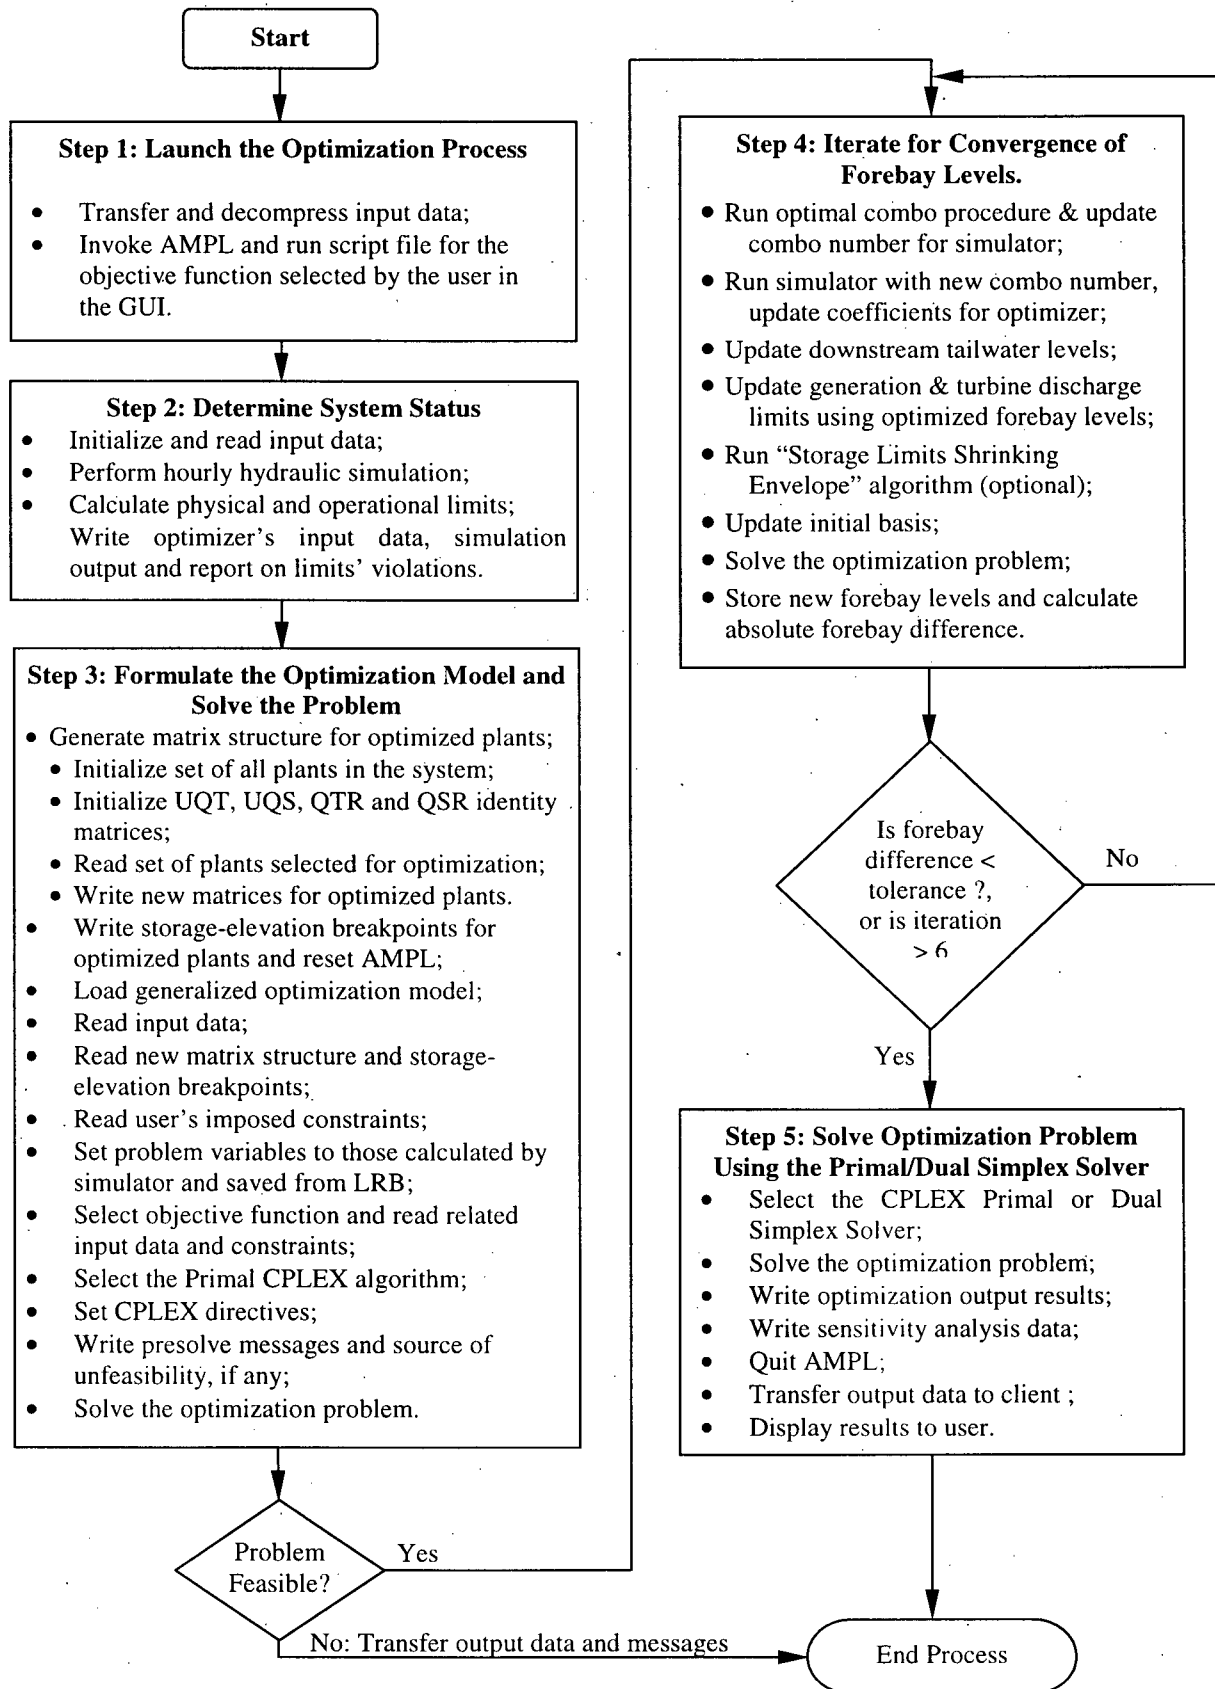 Start
Step 1: Launch the Optimization Process
• Transfer and decompress input data;
• Invoke AMPL and run script file for the
objective function selected by the user in
the GUI.
Step 2: Determine System Status
• Initialize and read input data;
• Perform hourly hydraulic simulation;
• Calculate physical and operational limits;
Write optimizer's input data, simulation
output and report on limits' violations.
Step 3: Formulate the Optimization Model and
Solve the Problem
• Generate matrix structure for optimized plants;
• Initialize set of all plants in the system;
• Initialize UQT, UQS, QTR and QSR identity
matrices;
• Read set of plants selected for optimization;
• Write new matrices for optimized plants.
• Write storage-elevation breakpoints for
optimized plants and reset AMPL;
• Load generalized optimization model;
• Read input data;
• Read new matrix structure and storage-
elevation breakpoints;
• Read user's imposed constraints;
• Set problem variables to those calculated by
simulator and saved from LRB;
• Select objective function and read related
input data and constraints;
• Select the Primal CPLEX algorithm;
• Set CPLEX directives;
• Write presolve messages and source of
unfeasibility, if any;
• Solve the optimization problem.
Problem
Feasible?
Yes
No: Transfer output data and messages
Step 4: Iterate for Convergence of
Forebay Levels.
• Run optimal combo procedure & update
combo number for simulator;
• Run simulator with new combo number,
update coefficients for optimizer;
• Update downstream tailwater levels;
• Update generation & turbine discharge
limits using optimized forebay levels;
• Run “Storage Limits Shrinking
Envelope” algorithm (optional);
• Update initial basis;
• Solve the optimization problem;
• Store new forebay levels and calculate
absolute forebay difference.
Is forebay
difference <
tolerance ?,
or is iteration
> 6
No
Yes
Step 5: Solve Optimization Problem
Using the Primal/Dual Simplex Solver
• Select the CPLEX Primal or Dual
Simplex Solver;
• Solve the optimization problem;
• Write optimization output results;
• Write sensitivity analysis data;
• Quit AMPL;
• Transfer output data to client ;
• Display results to user.
End Process